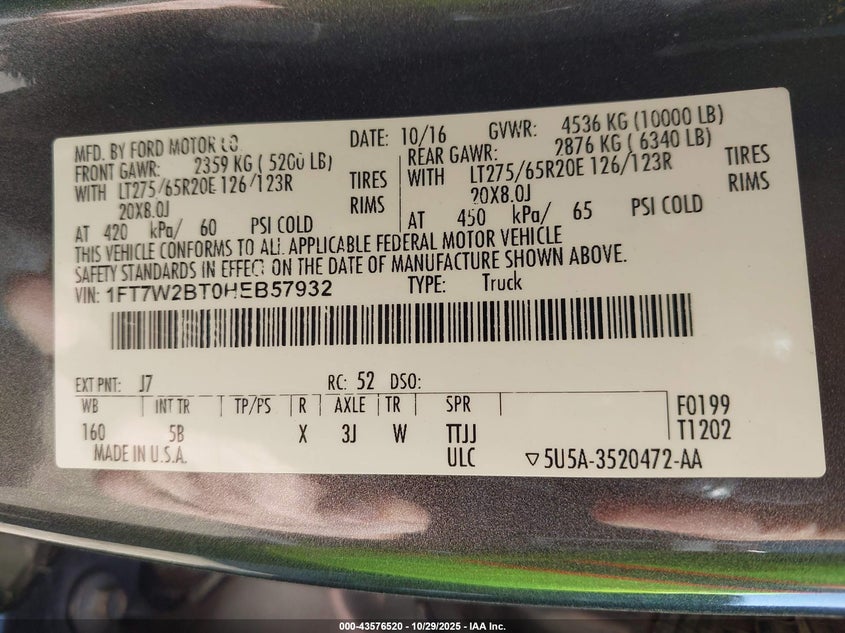 MFD. BY FORD MOTOR CO. DATE: 10/16 GVWR: 4536 KG (10000 LB)
FRONT GAWR: 2359 KG ( 5200 LB) REAR GAWR: 2876 KG ( 6340 LB)
WITH LT275/65R20E 126/123R TIRES WITH LT275/65R20E 126/123R TIRES
20X8.0J RIMS 20X8.0J RIMS
AT 420 kPa/ 60 PSI COLD AT 450 kPa/ 65 PSI COLD
THIS VEHICLE CONFORMS TO ALL APPLICABLE FEDERAL MOTOR VEHICLE
SAFETY STANDARDS IN EFFECT ON THE DATE OF MANUFACTURE SHOWN ABOVE.
VIN: 1FT7W2BT0HEB57932 TYPE: Truck
EXT PNT: J7 RC: 52 DSO:
WB INT TR TP/PS R AXLE TR SPR F0199
160 5B X 3J W TTJJ T1202
MADE IN U.S.A. ULC ▽5U5A-3520472-AA
000-43576520 - 10/29/2025 - IAA Inc.